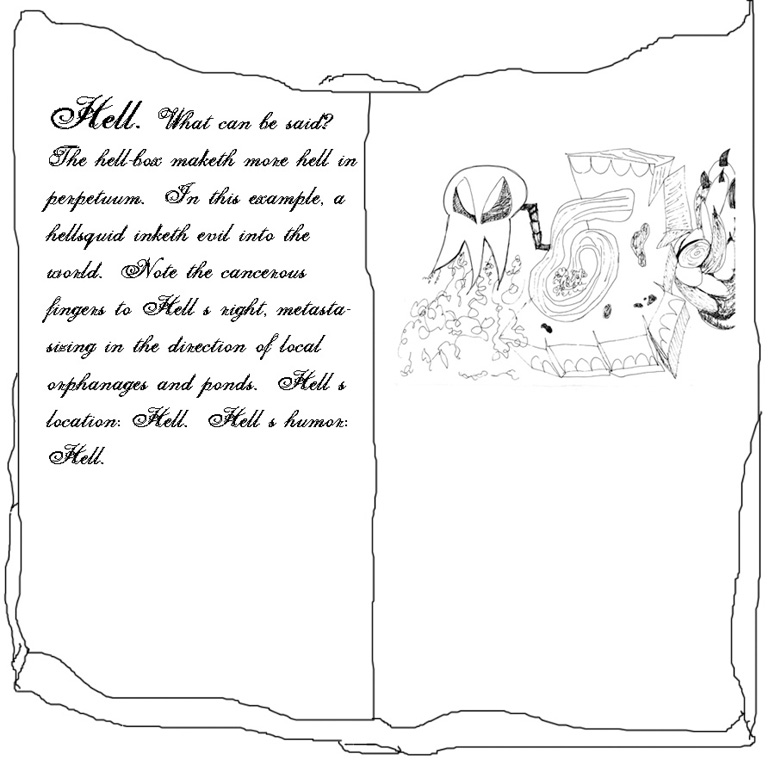 Hell. What can be said?
The hell-box maketh more hell in
perpetuum. In this example, a
hellsquid inketh evil into the
world. Note the cancerous
fingers to Hell s right, metasta-
sizing in the direction of local
orphanages and ponds. Hell s
location: Hell. Hell s humor:
Hell.